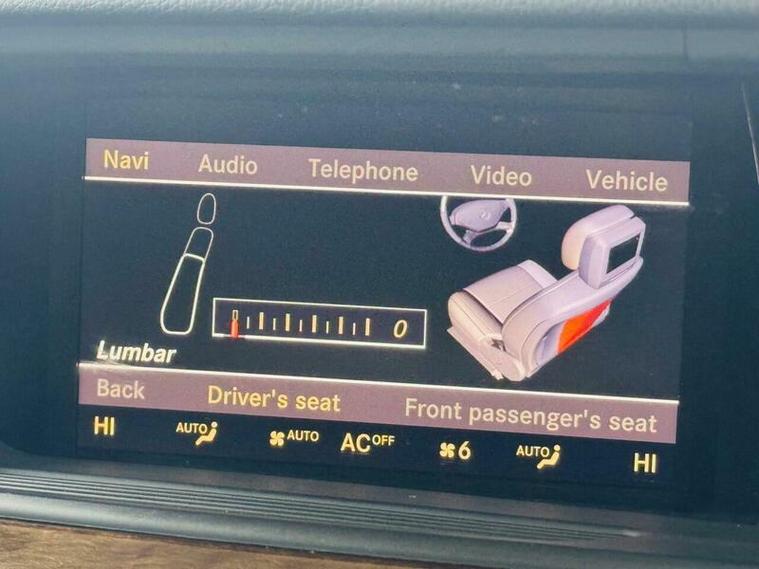 Navi Audio Telephone Video Vehicle
0
Lumbar
Back Driver's seat Front passenger's seat
HI AUTO AUTO AC OFF 6 AUTO HI